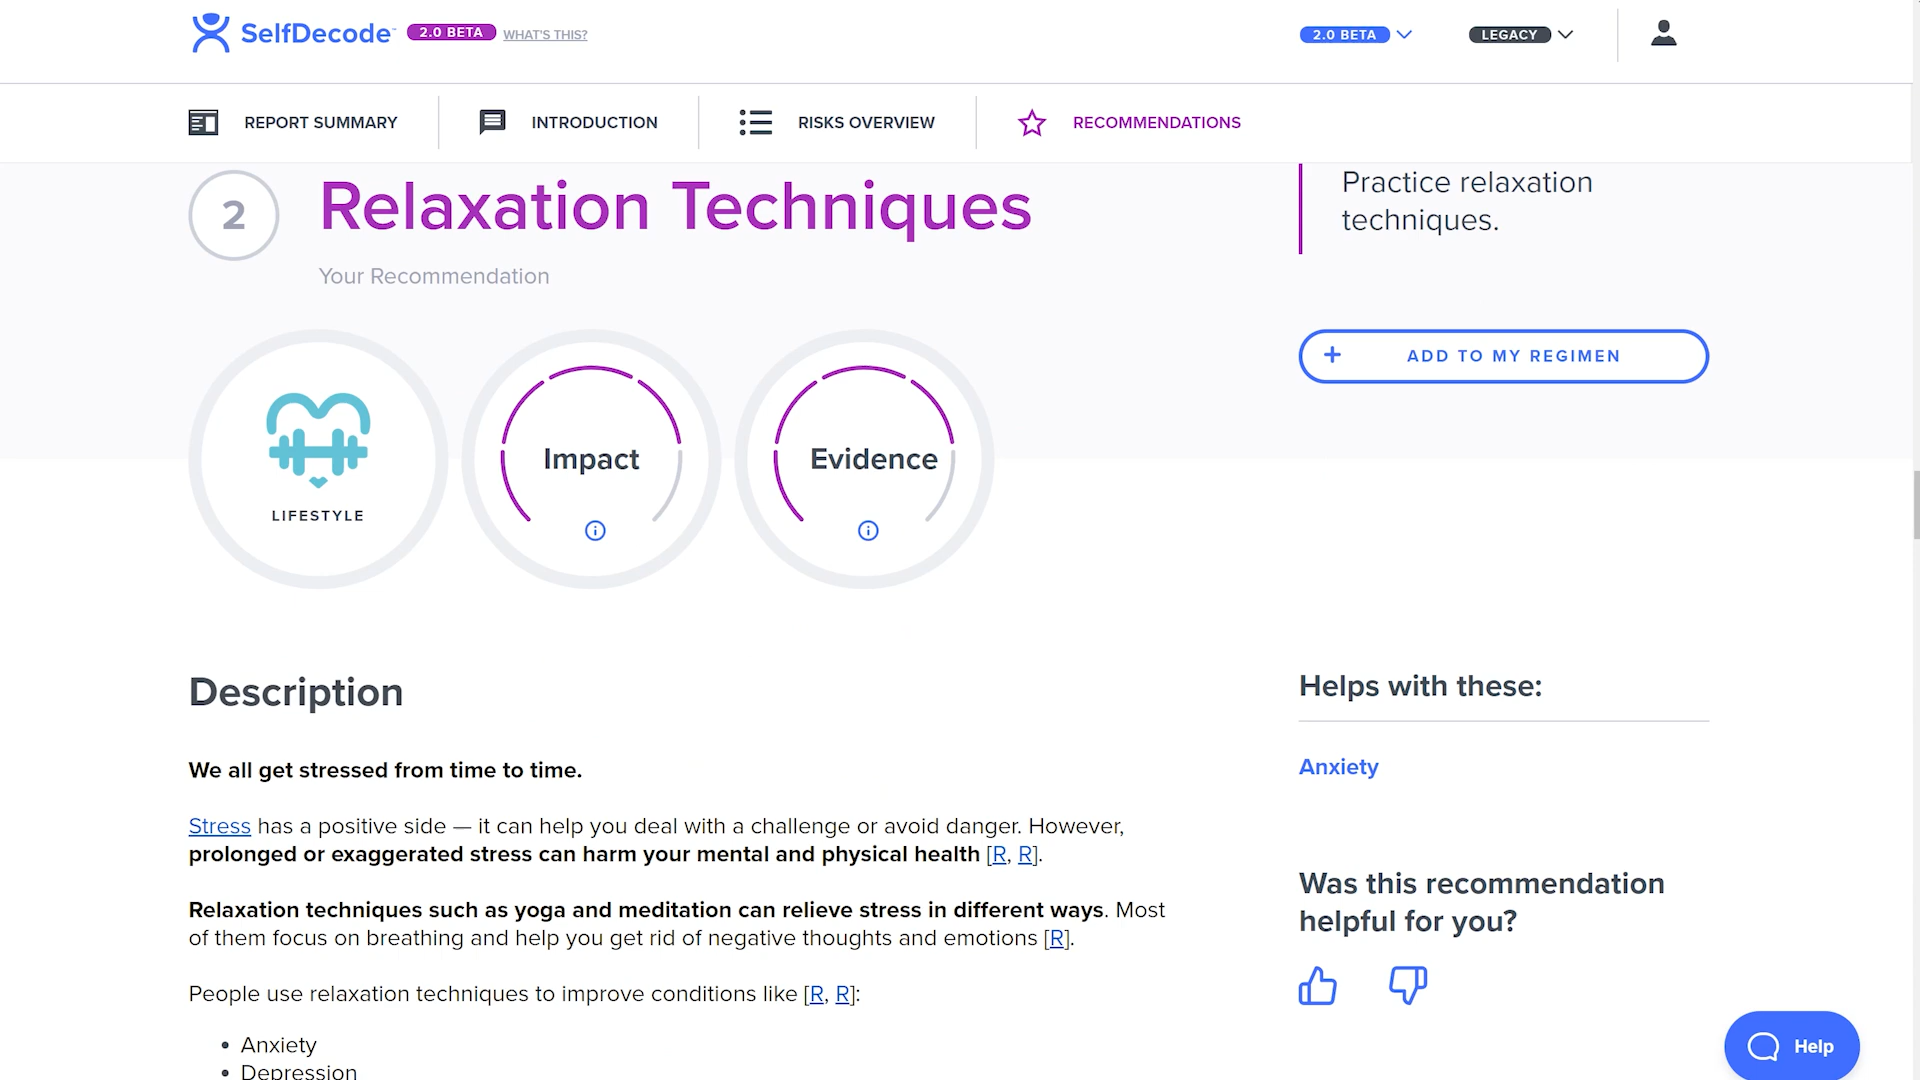 SelfDecode™ 2.0 BETA WHAT'S THIS?
2.0 BETA LEGACY
REPORT SUMMARY
INTRODUCTION
RISKS OVERVIEW
RECOMMENDATIONS
2
Relaxation Techniques
Your Recommendation
Practice relaxation
techniques.
+ ADD TO MY REGIMEN
LIFESTYLE
Impact
Evidence
Description
We all get stressed from time to time.
Stress has a positive side — it can help you deal with a challenge or avoid danger. However,
prolonged or exaggerated stress can harm your mental and physical health [R, R].
Relaxation techniques such as yoga and meditation can relieve stress in different ways. Most
of them focus on breathing and help you get rid of negative thoughts and emotions [R].
People use relaxation techniques to improve conditions like [R, R]:
• Anxiety
• Depression
Helps with these:
Anxiety
Was this recommendation
helpful for you?
Help